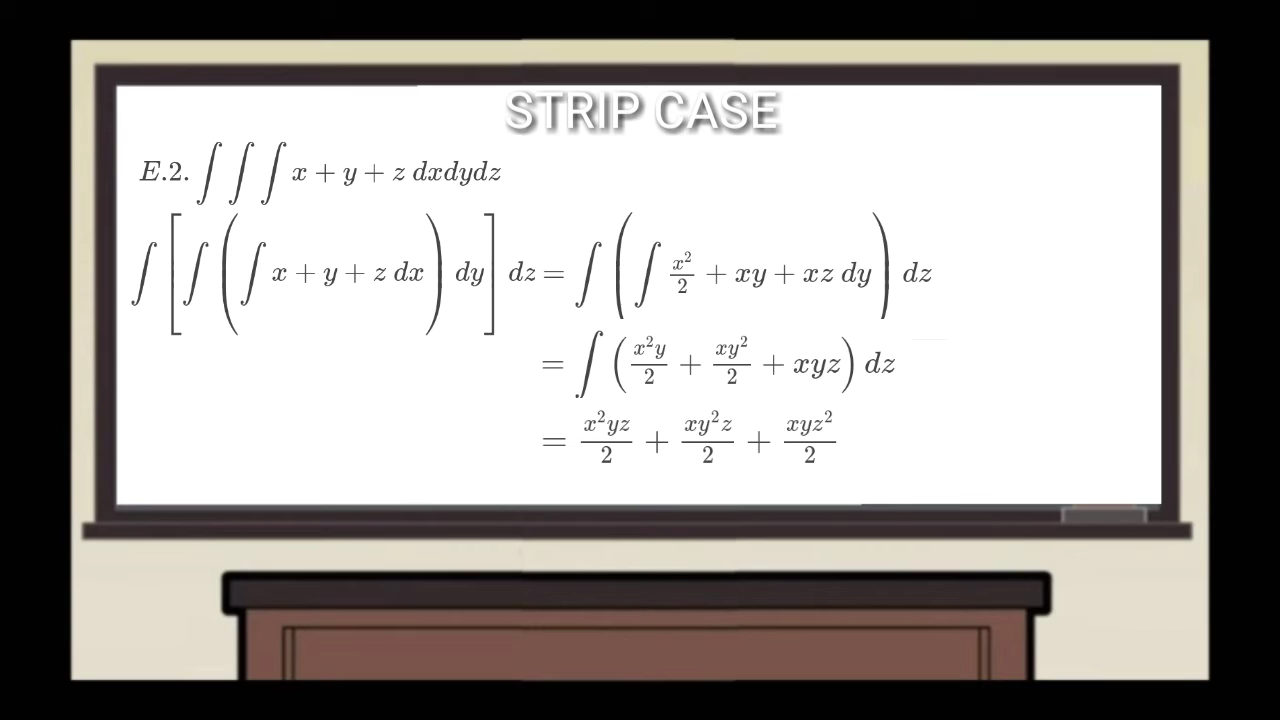 STRIP CASE
E.2. ∫ ∫ ∫ x + y + z dxdydz
∫ [ ∫ ( ∫ x + y + z dx ) dy ] dz = ∫ ( ∫ x²/2 + xy + xz dy ) dz
= ∫ ( x²y/2 + xy²/2 + xyz ) dz
= x²yz/2 + xy²z/2 + xyz²/2